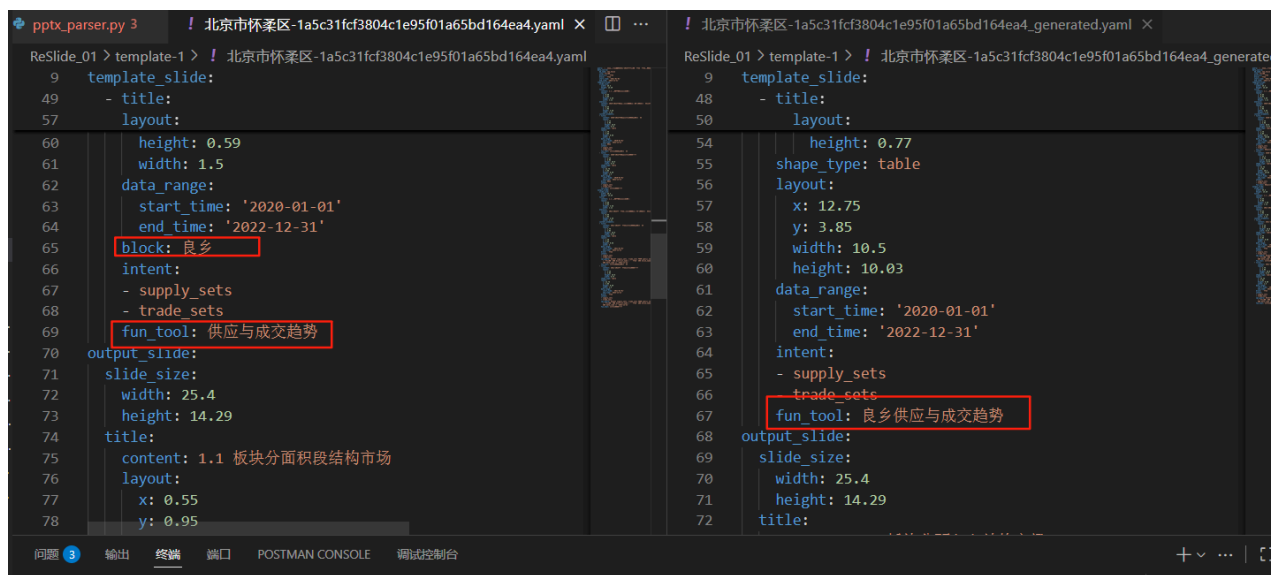 pptx_parser.py 3 ! 北京市怀柔区-1a5c31fcf3804c1e95f01a65bd164ea4.yaml × ···
ReSlide_01 > template-1 > ! 北京市怀柔区-1a5c31fcf3804c1e95f01a65bd164ea4.yaml
9 template_slide:
49 - title:
57 layout:
60 height: 0.59
61 width: 1.5
62 data_range:
63 start_time: '2020-01-01'
64 end_time: '2022-12-31'
65 block: 良乡
66 intent:
67 - supply_sets
68 - trade_sets
69 fun_tool: 供应与成交趋势
70 output_slide:
71 slide_size:
72 width: 25.4
73 height: 14.29
74 title:
75 content: 1.1 板块分面积段结构市场
76 layout:
77 x: 0.55
78 y: 0.95
! 北京市怀柔区-1a5c31fcf3804c1e95f01a65bd164ea4_generated.yaml ×
ReSlide_01 > template-1 > ! 北京市怀柔区-1a5c31fcf3804c1e95f01a65bd164ea4_generate
9 template_slide:
48 - title:
50 layout:
54 height: 0.77
55 shape_type: table
56 layout:
57 x: 12.75
58 y: 3.85
59 width: 10.5
60 height: 10.03
61 data_range:
62 start_time: '2020-01-01'
63 end_time: '2022-12-31'
64 intent:
65 - supply_sets
66 - trade_sets
67 fun_tool: 良乡供应与成交趋势
68 output_slide:
69 slide_size:
70 width: 25.4
71 height: 14.29
72 title:
问题 3 输出 终端 端口 POSTMAN CONSOLE 调试控制台